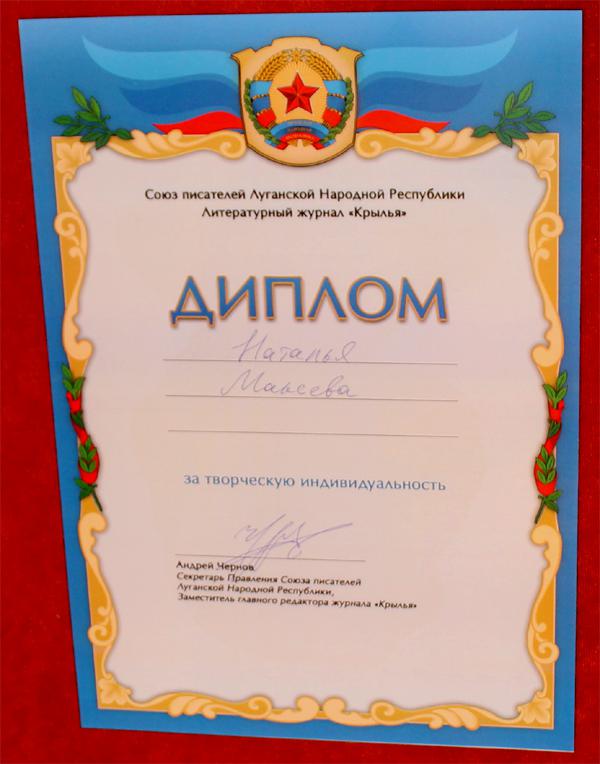 Союз писателей Луганской Народной Республики
Литературный журнал «Крылья»
ДИПЛОМ
Наталья
Мавсева
за творческую индивидуальность
Андрей Чернов
Секретарь Правления Союза писателей
Луганской Народной Республики,
Заместитель главного редактора журнала «Крылья»